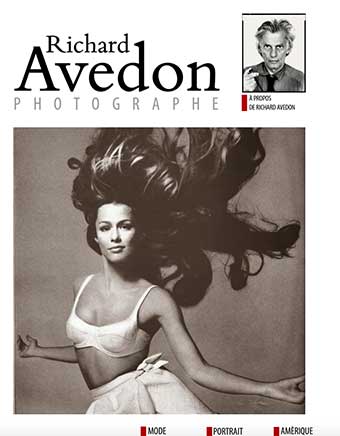 Richard
Avedon
PHOTOGRAPHE
À PROPOS
DE RICHARD AVEDON
MODE
PORTRAIT
AMÉRIQUE